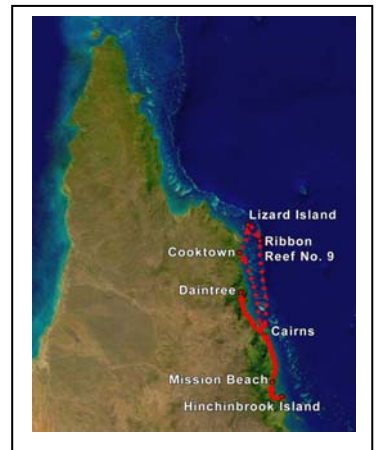 Lizard Island
Ribbon
Reef No. 9
Cooktown
Daintree
Cairns
Mission Beach
Hinchinbrook Island